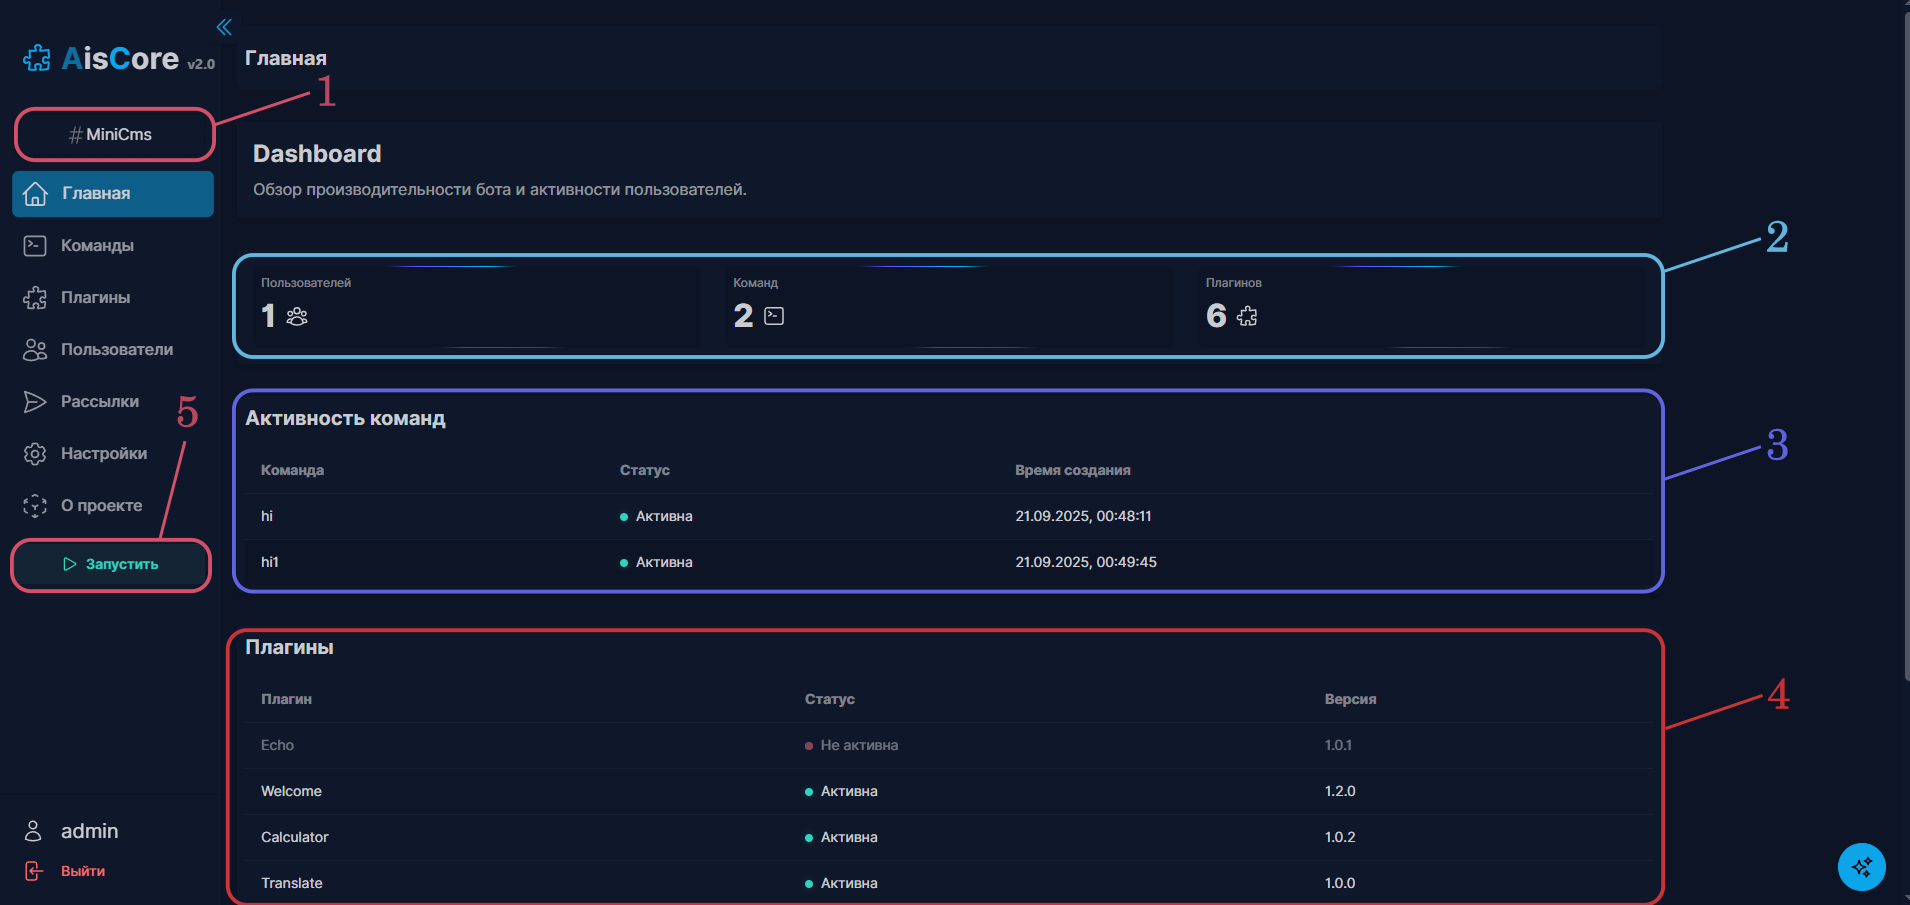 AisCore v2.0
Главная
1
#MiniCms
Главная
Команды
Плагины
Пользователи
Рассылки
5
Настройки
О проекте
Запустить
admin
Выйти
Dashboard
Обзор производительности бота и активности пользователей.
2
Пользователей Команд Плагинов
1 2 6
3
Активность команд
Команда Статус Время создания
hi Активна 21.09.2025, 00:48:11
hi1 Активна 21.09.2025, 00:49:45
4
Плагины
Плагин Статус Версия
Echo Не активна 1.0.1
Welcome Активна 1.2.0
Calculator Активна 1.0.2
Translate Активна 1.0.0